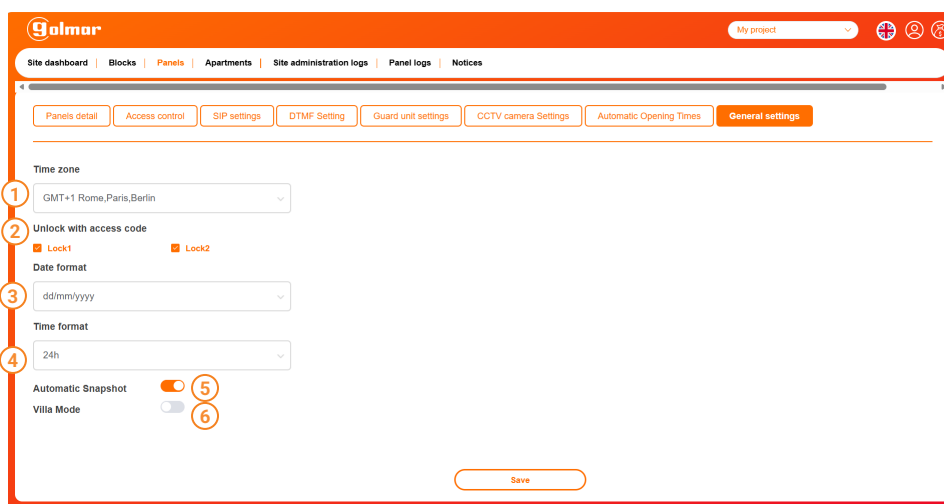 golmar
My project
Site dashboard | Blocks | Panels | Apartments | Site administration logs | Panel logs | Notices
Panels detail Access control SIP settings DTMF Setting Guard unit settings CCTV camera Settings Automatic Opening Times General settings
Time zone
1 GMT+1 Rome,Paris,Berlin
2 Unlock with access code
Lock1 Lock2
Date format
3 dd/mm/yyyy
Time format
4 24h
Automatic Snapshot 5
Villa Mode 6
Save